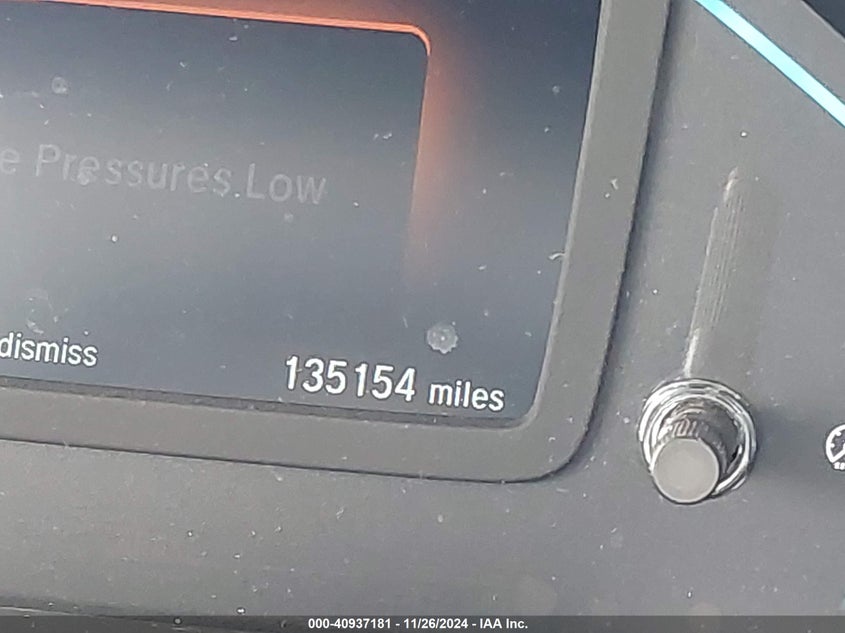 e Pressures Low
dismiss
135154 miles
000-40937181 - 11/26/2024 - IAA Inc.